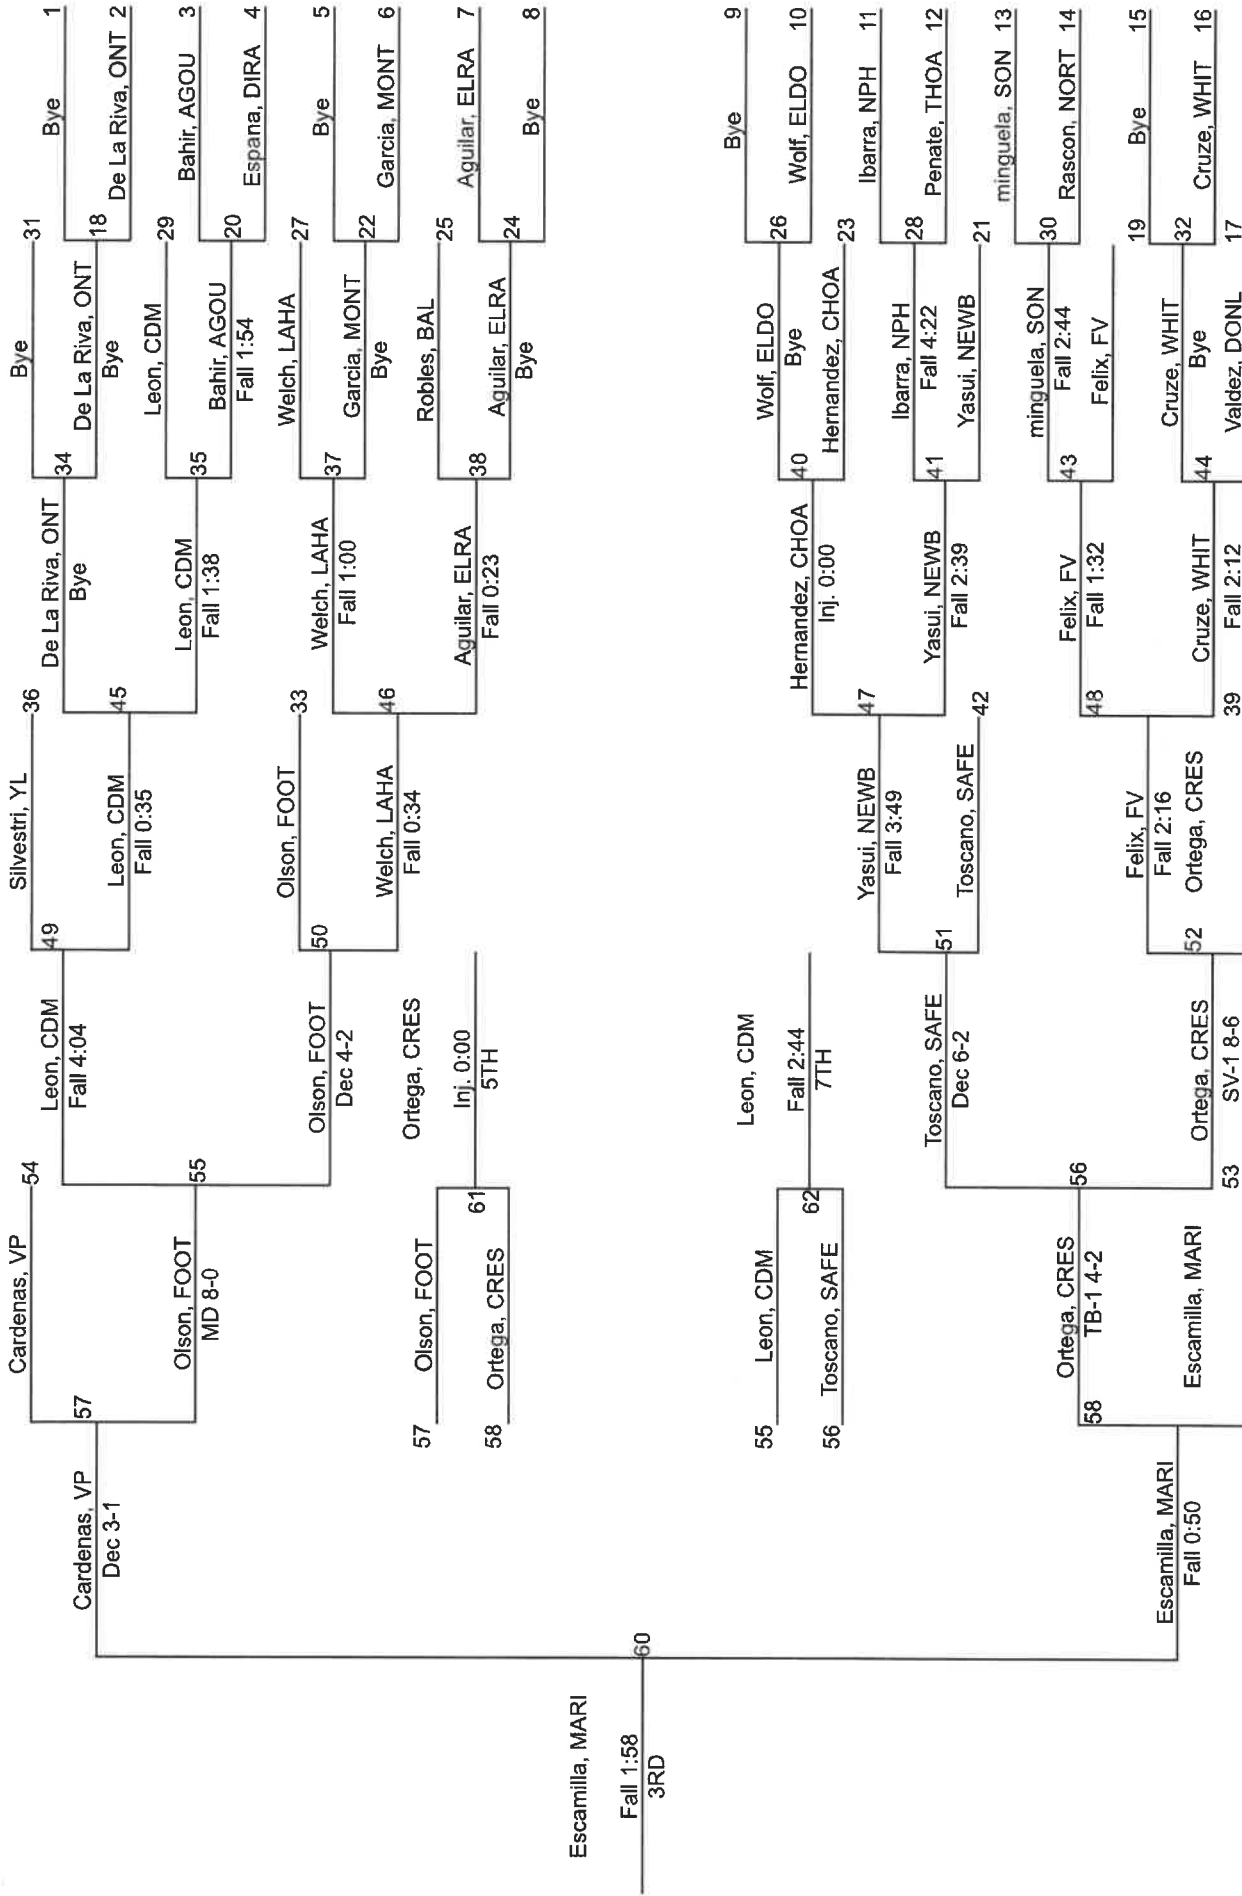 Bye 1
De La Riva, ONT 2
Bahir, AGOU 3
Espana, DIRA 4
Bye 5
Garcia, MONT 6
Aguilar, ELRA 7
Bye 8
Bye 9
Wolf, ELDO 10
Ibarra, NPH 11
Penate, THOA 12
minguela, SON 13
Rascon, NORT 14
Bye 15
Cruze, WHIT 16
Bye 31
18
De La Riva, ONT
Bye
Leon, CDM 29
20
Bahir, AGOU
Fall 1:54
Welch, LAHA 27
22
Garcia, MONT
Bye
Robles, BAL 25
24
Aguilar, ELRA
Bye
26
Wolf, ELDO
Bye
Hernandez, CHOA 23
28
Ibarra, NPH
Fall 4:22
Yasui, NEWB 21
30
minguela, SON
Fall 2:44
Felix, FV 19
32
Cruze, WHIT
Bye
Valdez, DONL 17
34
De La Riva, ONT
Bye
35
Leon, CDM
Fall 1:38
37
Welch, LAHA
Fall 1:00
38
Aguilar, ELRA
Fall 0:23
40
Hernandez, CHOA
Inj. 0:00
41
Yasui, NEWB
Fall 2:39
43
Felix, FV
Fall 1:32
44
Cruze, WHIT
Fall 2:12
Silvestri, YL 36
45
Leon, CDM
Fall 0:35
Olson, FOOT 33
46
Welch, LAHA
Fall 0:34
47
Yasui, NEWB
Fall 3:49
Toscano, SAFE 42
48
Felix, FV
Fall 2:16
Ortega, CRES 39
49
Leon, CDM
Fall 4:04
50
Olson, FOOT
Dec 4-2
51
Toscano, SAFE
Dec 6-2
52
Ortega, CRES
SV-1 8-6
Cardenas, VP 54
55
Olson, FOOT
MD 8-0
56
Ortega, CRES
TB-1 4-2
Escamilla, MARI 53
57
Cardenas, VP
Dec 3-1
58
Escamilla, MARI
Fall 0:50
60
Escamilla, MARI
Fall 1:58
3RD
57 Olson, FOOT
58 Ortega, CRES
61
Ortega, CRES
Inj. 0:00
5TH
55 Leon, CDM
56 Toscano, SAFE
62
Leon, CDM
Fall 2:44
7TH